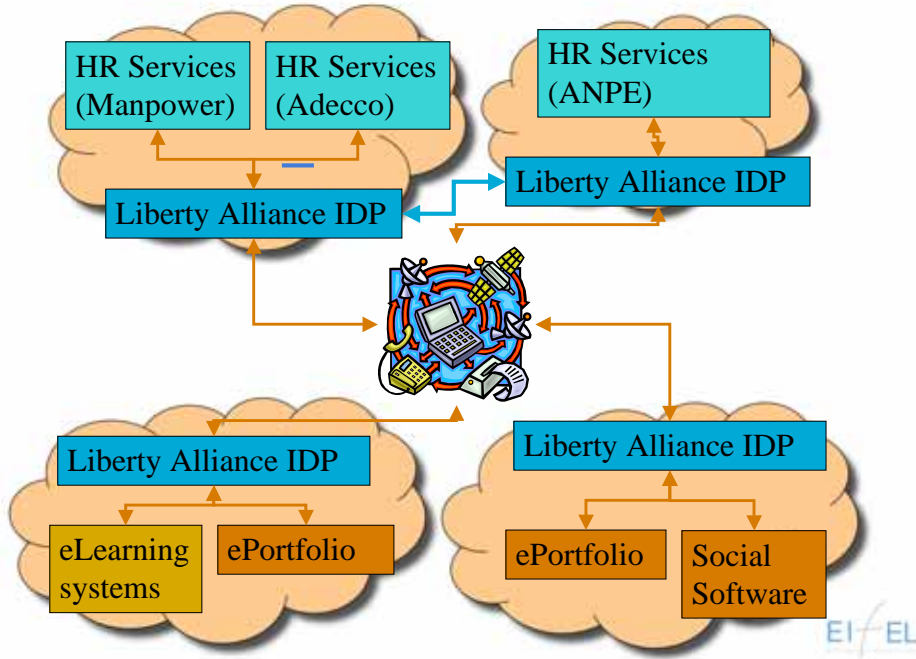 HR Services
(Manpower)
HR Services
(Adecco)
HR Services
(ANPE)
Liberty Alliance IDP
Liberty Alliance IDP
Liberty Alliance IDP
Liberty Alliance IDP
eLearning
systems
ePortfolio
ePortfolio
Social
Software
EIfEL